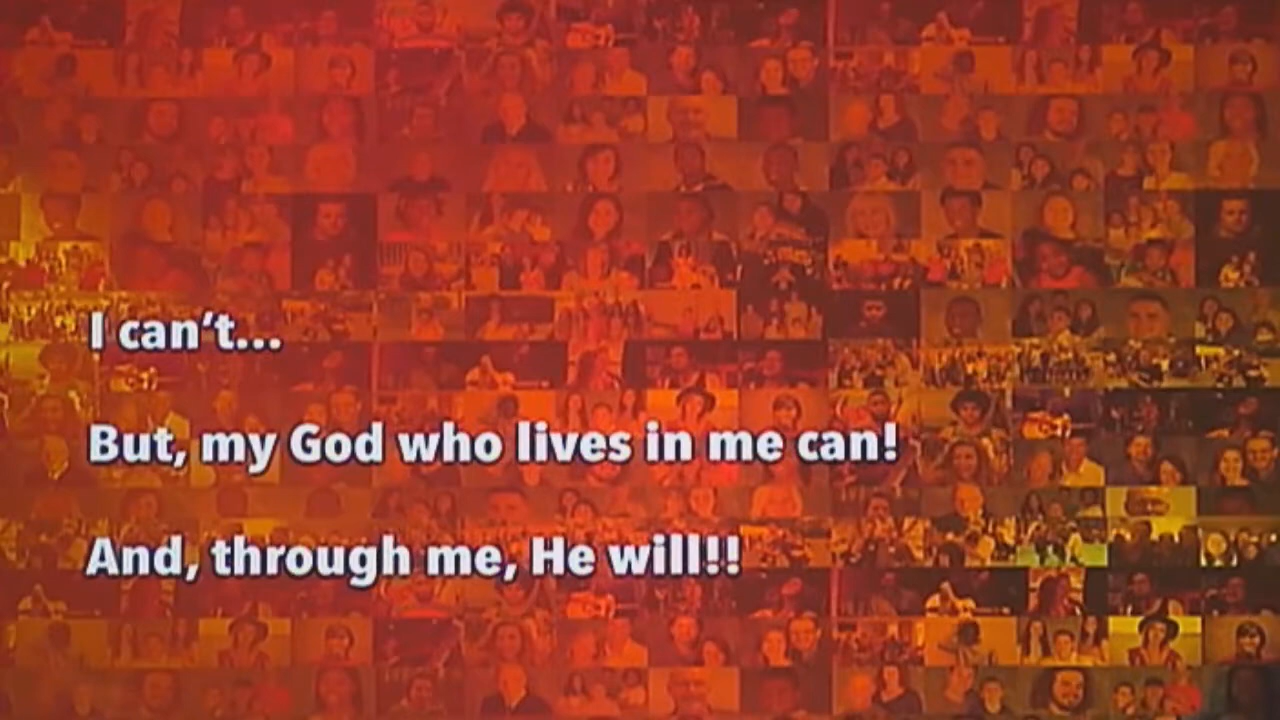 I can't...
But, my God who lives in me can!
And, through me, He will!!